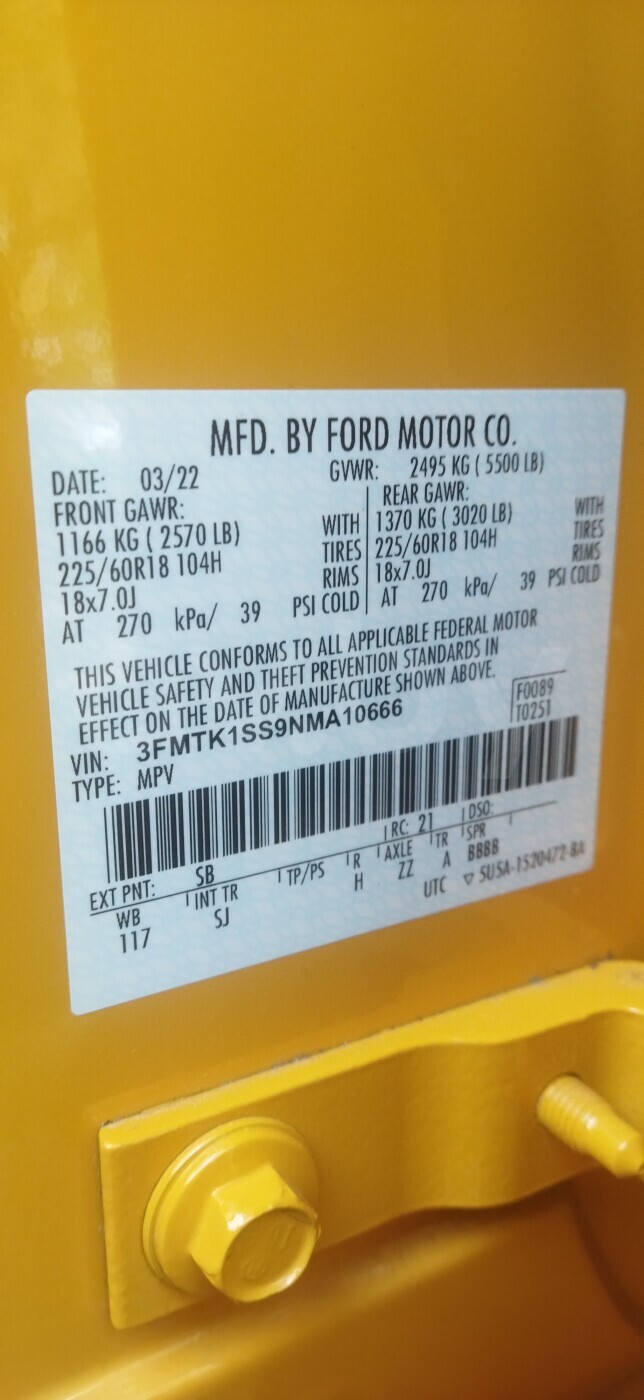 MFD. BY FORD MOTOR CO.
DATE: 03/22 GVWR: 2495 KG ( 5500 LB)
FRONT GAWR: REAR GAWR:
1166 KG ( 2570 LB) WITH 1370 KG ( 3020 LB) WITH
225/60R18 104H TIRES 225/60R18 104H TIRES
18x7.0J RIMS 18x7.0J RIMS
AT 270 kPa/ 39 PSI COLD AT 270 kPa/ 39 PSI COLD
THIS VEHICLE CONFORMS TO ALL APPLICABLE FEDERAL MOTOR
VEHICLE SAFETY AND THEFT PREVENTION STANDARDS IN
EFFECT ON THE DATE OF MANUFACTURE SHOWN ABOVE.
F0089
VIN: 3FMTK1SS9NMA10666 T0251
TYPE: MPV
EXT PNT: SB RC: 21 DSO:
WB INT TR TP/PS R AXLE TR SPR
117 SJ H ZZ A BBBB
UTC ▽ SU5A-1520472-BA